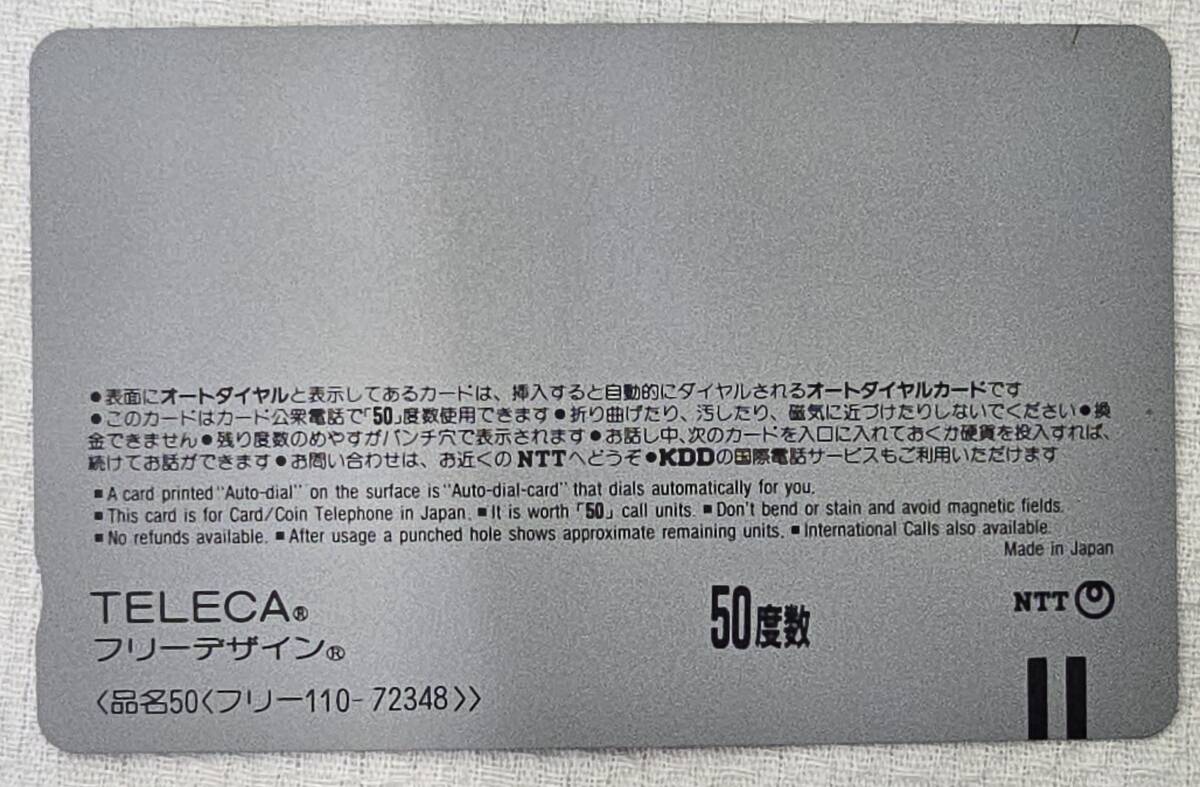 ●表面にオートダイヤルと表示してあるカードは、挿入すると自動的にダイヤルされるオートダイヤルカードです
●このカードはカード公衆電話で「50」度数使用できます●折り曲げたり、汚したり、磁気に近づけたりしないでください●換
金できません●残り度数のめやすがパンチ穴で表示されます●お話し中、次のカードを入口に入れておくか硬貨を投入すれば、
続けてお話ができます●お問い合わせは、お近くのNTTへどうぞ●KDDの国際電話サービスもご利用いただけます
■A card printed "Auto-dial" on the surface is "Auto-dial-card" that dials automatically for you.
■This card is for Card/Coin Telephone in Japan. ■It is worth「50」call units. ■Don't bend or stain and avoid magnetic fields.
■No refunds available. ■After usage a punched hole shows approximate remaining units. ■International Calls also available.
Made in Japan
TELECA®
フリーデザイン®
50度数
NTT
〈品名50〈フリー110-72348〉〉